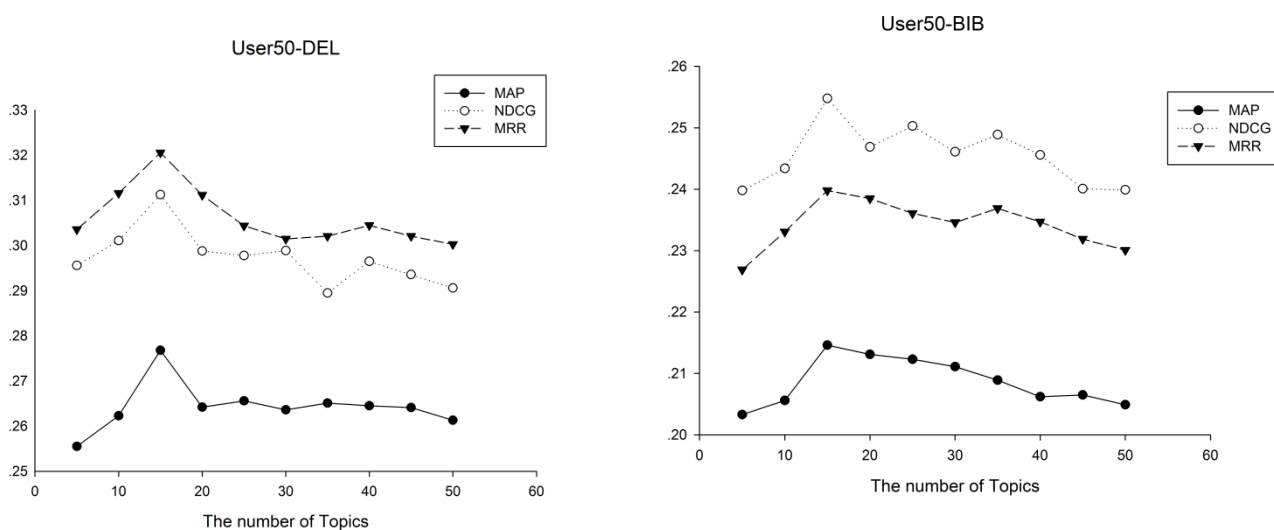 User50-DEL
MAP
NDCG
MRR
.33
.32
.31
.30
.29
.28
.27
.26
.25
0 10 20 30 40 50 60
The number of Topics
User50-BIB
MAP
NDCG
MRR
.26
.25
.24
.23
.22
.21
.20
0 10 20 30 40 50 60
The number of Topics